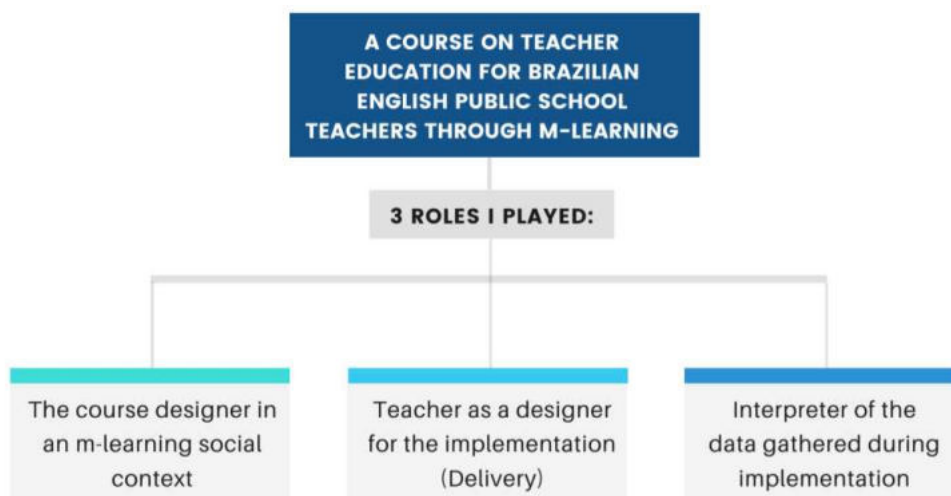 A COURSE ON TEACHER
EDUCATION FOR BRAZILIAN
ENGLISH PUBLIC SCHOOL
TEACHERS THROUGH M-LEARNING
3 ROLES I PLAYED:
The course designer in
an m-learning social
context
Teacher as a designer
for the implementation
(Delivery)
Interpreter of the
data gathered during
implementation